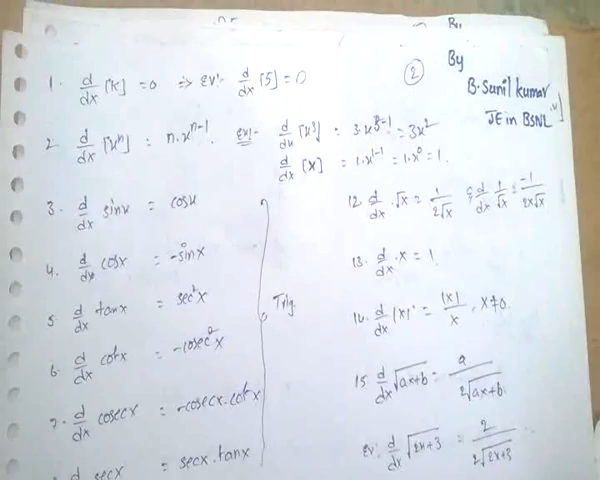 ②
By
B. Sunil kumar
JE in BSNL
1. d/dx [k] = 0 ⇒ Ex:- d/dx [5] = 0
2. d/dx [xⁿ] = n.xⁿ⁻¹. Ex:- d/dx [x³] = 3.x³⁻¹ = 3x²
d/dx [x] = 1.x¹⁻¹ = 1.x⁰ = 1.
3. d/dx sinx = cosx
4. d/dx cosx = -sinx
5. d/dx tanx = sec²x
6. d/dx cotx = -cosec²x
7. d/dx cosecx = -cosecx.cotx
d secx = secx.tanx
Trig
12. d/dx .√x = 1/2√x & d/dx 1/√x = -1/2x√x
13. d/dx .x = 1.
14. d/dx |x| = |x|/x , x≠0.
15. d/dx √ax+b = a/2√ax+b
Ex: d/dx √2x+3 = 2/2√2x+3